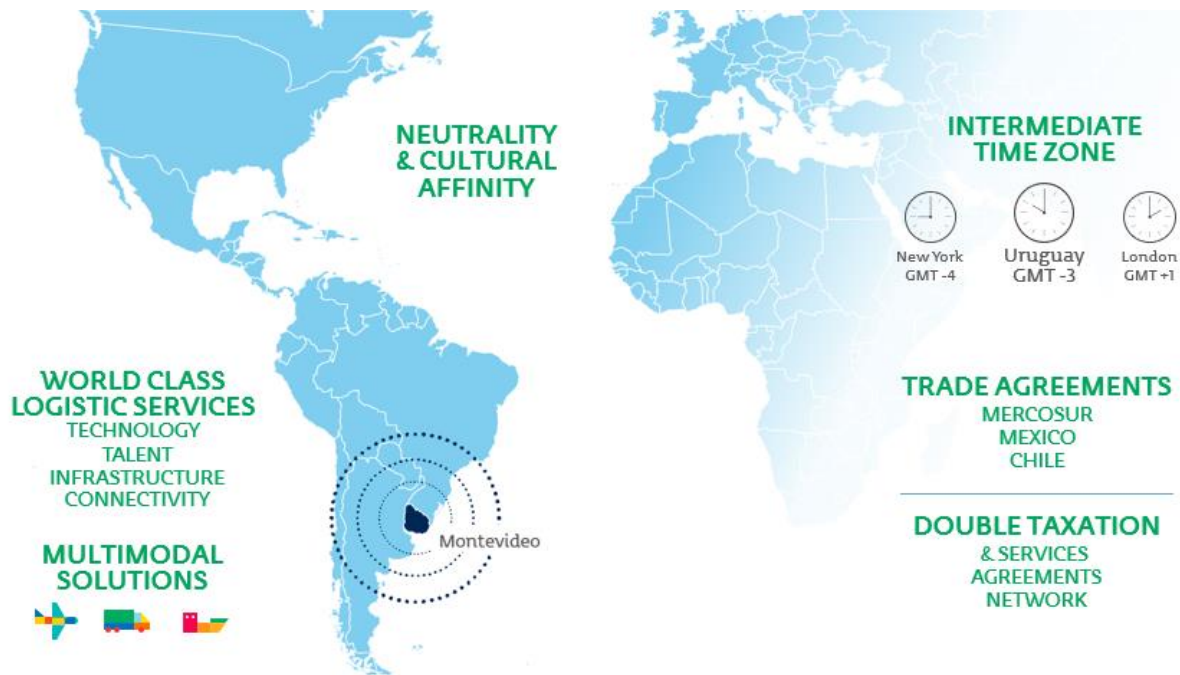 NEUTRALITY
& CULTURAL
AFFINITY
INTERMEDIATE
TIME ZONE
New York
GMT -4
Uruguay
GMT -3
London
GMT +1
WORLD CLASS
LOGISTIC SERVICES
TECHNOLOGY
TALENT
INFRASTRUCTURE
CONNECTIVITY
MULTIMODAL
SOLUTIONS
Montevideo
TRADE AGREEMENTS
MERCOSUR
MEXICO
CHILE
DOUBLE TAXATION
& SERVICES
AGREEMENTS
NETWORK